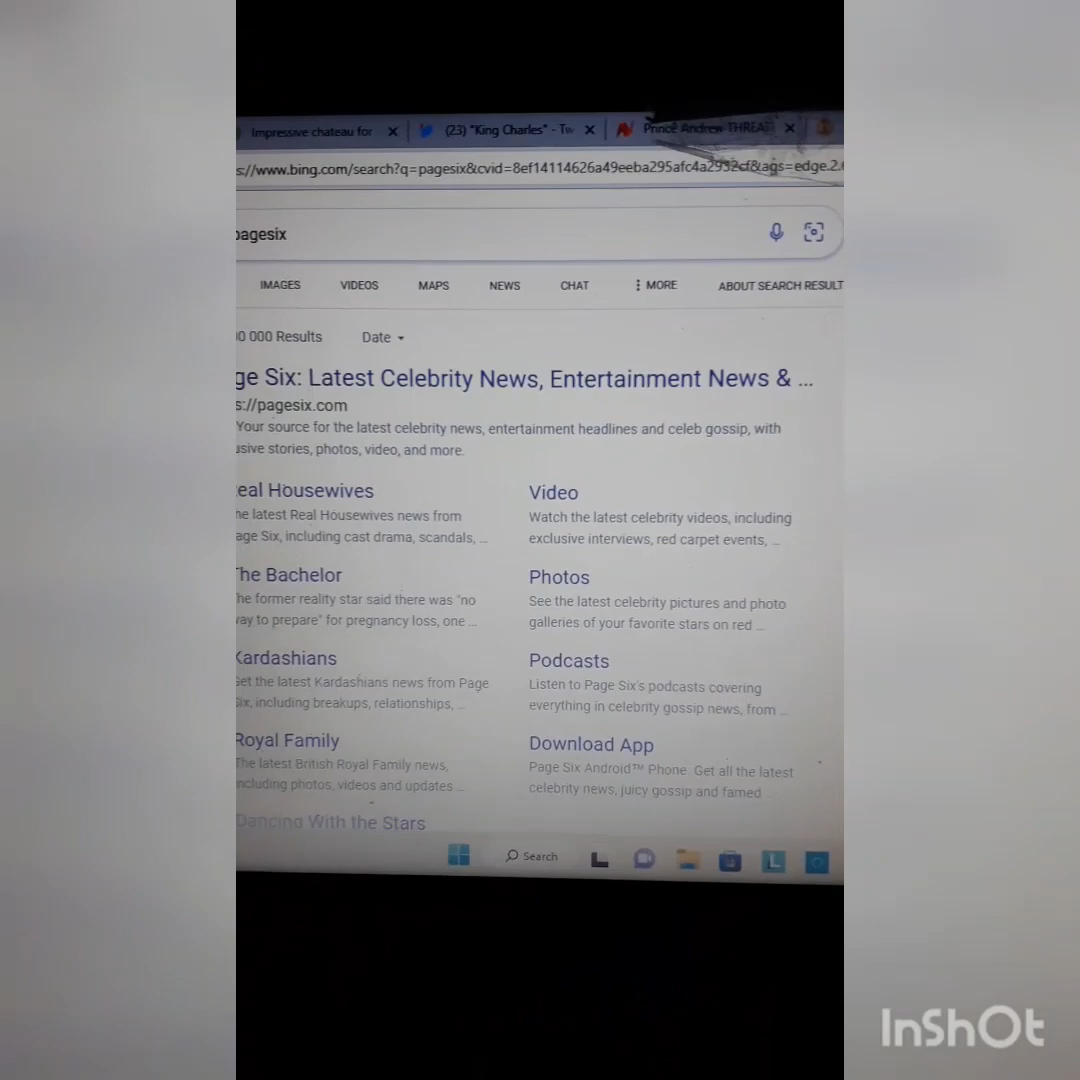 Impressive chateau for
(23) "King Charles" - Tw
Prince Andrew THREAT
s://www.bing.com/search?q=pagesix&cvid=8ef14114626a49eeba295afc4a2932cf&aqs=edge.2.
pagesix
IMAGES VIDEOS MAPS NEWS CHAT MORE ABOUT SEARCH RESULT
0 000 Results Date
ge Six: Latest Celebrity News, Entertainment News & ...
s://pagesix.com
Your source for the latest celebrity news, entertainment headlines and celeb gossip, with
usive stories, photos, video, and more.
eal Housewives
he latest Real Housewives news from
age Six, including cast drama, scandals, ...
The Bachelor
he former reality star said there was "no
way to prepare" for pregnancy loss, one ...
Kardashians
Get the latest Kardashians news from Page
Six, including breakups, relationships, ...
Royal Family
The latest British Royal Family news,
including photos, videos and updates ...
Dancing With the Stars
Video
Watch the latest celebrity videos, including
exclusive interviews, red carpet events, ...
Photos
See the latest celebrity pictures and photo
galleries of your favorite stars on red ...
Podcasts
Listen to Page Six's podcasts covering
everything in celebrity gossip news, from ...
Download App
Page Six Android™ Phone. Get all the latest
celebrity news, juicy gossip and famed
Search
InShOt